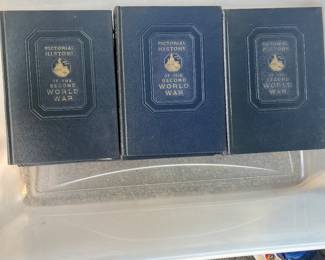 PICTORIAL
HISTORY
OF THE
SECOND
WORLD
WAR
PICTORIAL
HISTORY
OF THE
SECOND
WORLD
WAR
PICTORIAL
HISTORY
OF THE
SECOND
WORLD
WAR